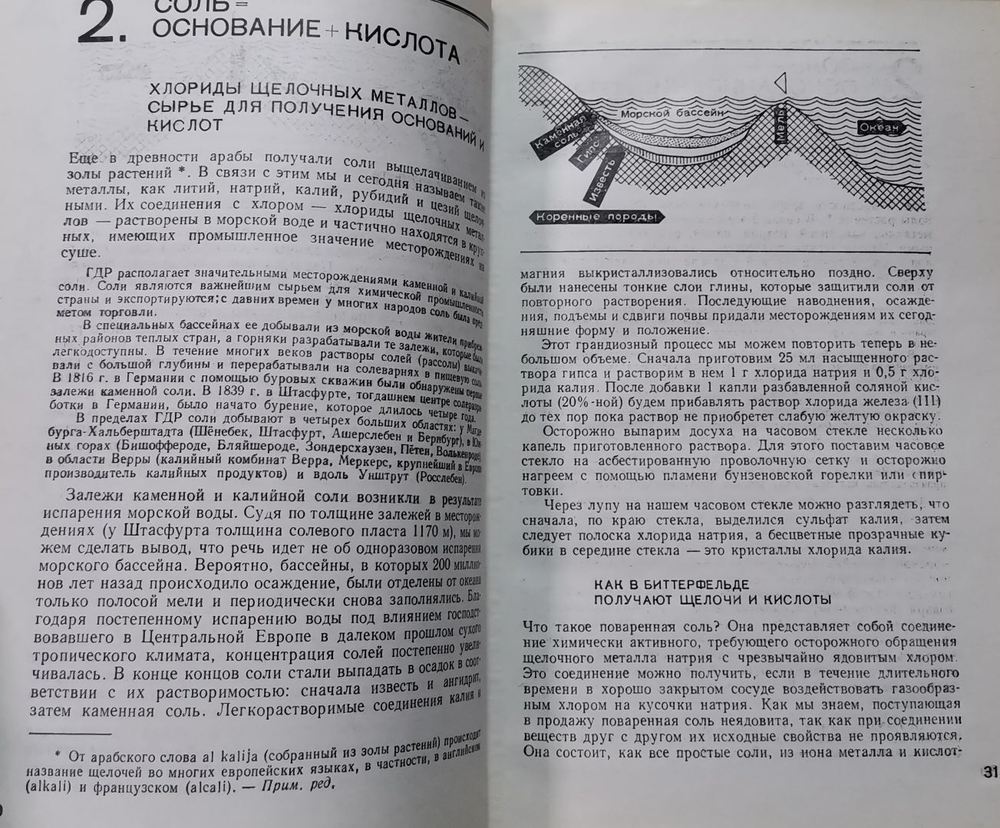 2.
СОЛЬ =
ОСНОВАНИЕ + КИСЛОТА
ХЛОРИДЫ ЩЕЛОЧНЫХ МЕТАЛЛОВ —
СЫРЬЕ ДЛЯ ПОЛУЧЕНИЯ ОСНОВАНИЙ И
КИСЛОТ
Еще в древности арабы получали соли выщелачиванием из
золы растений *. В связи с этим мы и сегодня называем такие
металлы, как литий, натрий, калий, рубидий и цезий щелоч-
ными. Их соединения с хлором — хлориды щелочных метал-
лов — растворены в морской воде и частично находятся в круп-
ных, имеющих промышленное значение месторождениях на
суше.
ГДР располагает значительными месторождениями каменной и калийной
соли. Соли являются важнейшим сырьем для химической промышленности
страны и экспортируются; с давних времен у многих народов соль была пред-
метом торговли.
В специальных бассейнах ее добывали из морской воды жители прибреж-
ных районов теплых стран, а горняки разрабатывали те залежи, которые были
легкодоступны. В течение многих веков растворы солей (рассолы) выкачи-
вали с большой глубины и перерабатывали на солеварнях в пищевую соль
В 1816 г. в Германии с помощью буровых скважин были обнаружены первые
залежи каменной соли. В 1839 г. в Штасфурте, тогдашнем центре солеразра-
ботки в Германии, было начато бурение, которое длилось четыре года.
В пределах ГДР соли добывают в четырех больших областях: у Магде-
бурга-Хальберштадта (Шёнебек, Штасфурт, Ашерслебен и Бернбург), в Юж-
ных горах (Бишоффероде, Бляйшероде, Зондерсхаузен, Пётен, Волькенроде),
в области Верры (калийный комбинат Верра, Меркерс, крупнейший в Европе
производитель калийных продуктов) и вдоль Унштрут (Росслебен).
Залежи каменной и калийной соли возникли в результате
испарения морской воды. Судя по толщине залежей в месторож-
дениях (у Штасфурта толщина солевого пласта 1170 м), мы мо-
жем сделать вывод, что речь идет не об одноразовом испарении
морского бассейна. Вероятно, бассейны, в которых 200 миллио-
нов лет назад происходило осаждение, были отделены от океана
только полосой мели и периодически снова заполнялись. Бла-
годаря постепенному испарению воды под влиянием господст-
вовавшего в Центральной Европе в далеком прошлом сухого
тропического климата, концентрация солей постепенно увели-
чивалась. В конце концов соли стали выпадать в осадок в соот-
ветствии с их растворимостью: сначала известь и ангидрит,
затем каменная соль. Легкорастворимые соединения калия и
* От арабского слова al kalija (собранный из золы растений) происходит
название щелочей во многих европейских языках, в частности, в английском
(alkali) и французском (alcali). — Прим. ред.
Морской бассейн
Каменная
соль
Гипс
Известь
Мель
Океан
Коренные породы
магния выкристаллизовались относительно поздно. Сверху
были нанесены тонкие слои глины, которые защитили соли от
повторного растворения. Последующие наводнения, осажде-
ния, подъемы и сдвиги почвы придали месторождениям их сегод-
няшние форму и положение.
Этот грандиозный процесс мы можем повторить теперь в не-
большом объеме. Сначала приготовим 25 мл насыщенного рас-
твора гипса и растворим в нем 1 г хлорида натрия и 0,5 г хло-
рида калия. После добавки 1 капли разбавленной соляной кис-
лоты (20%-ной) будем прибавлять раствор хлорида железа (III)
до тех пор пока раствор не приобретет слабую желтую окраску.
Осторожно выпарим досуха на часовом стекле несколько
капель приготовленного раствора. Для этого поставим часовое
стекло на асбестированную проволочную сетку и осторожно
нагреем с помощью пламени бунзеновской горелки или спир-
товки.
Через лупу на нашем часовом стекле можно разглядеть, что
сначала, по краю стекла, выделился сульфат калия, затем
следует полоска хлорида натрия, а бесцветные прозрачные ку-
бики в середине стекла — это кристаллы хлорида калия.
КАК В БИТТЕРФЕЛЬДЕ
ПОЛУЧАЮТ ЩЕЛОЧИ И КИСЛОТЫ
Что такое поваренная соль? Она представляет собой соедине-
ние химически активного, требующего осторожного обращения
щелочного металла натрия с чрезвычайно ядовитым хлором.
Это соединение можно получить, если в течение длительного
времени в хорошо закрытом сосуде воздействовать газообраз-
ным хлором на кусочки натрия. Как мы знаем, поступающая
в продажу поваренная соль неядовита, так как при соединении
веществ друг с другом их исходные свойства не проявляются.
Она состоит, как все простые соли, из иона металла и кислот-
31